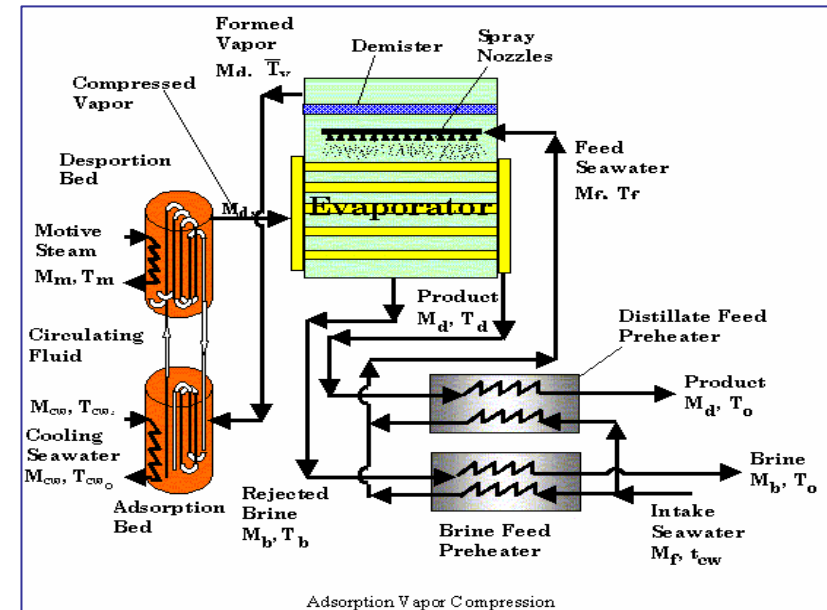 Formed
Vapor
Md. T̅v
Demister
Spray
Nozzles
Compressed
Vapor
Desportion
Bed
Feed
Seawater
Mf. Tf
Md,
Evaporator
Motive
Steam
Mm, Tm
Product
Md, Td
Distillate Feed
Preheater
Circulating
Fluid
Product
Md, To
Mcw, Tcwi
Cooling
Seawater
Mcw, Tcwo
Adsorption
Bed
Rejected
Brine
Mb, Tb
Brine Feed
Preheater
Brine
Mb, To
Intake
Seawater
Mf, tcw
Adsorption Vapor Compression